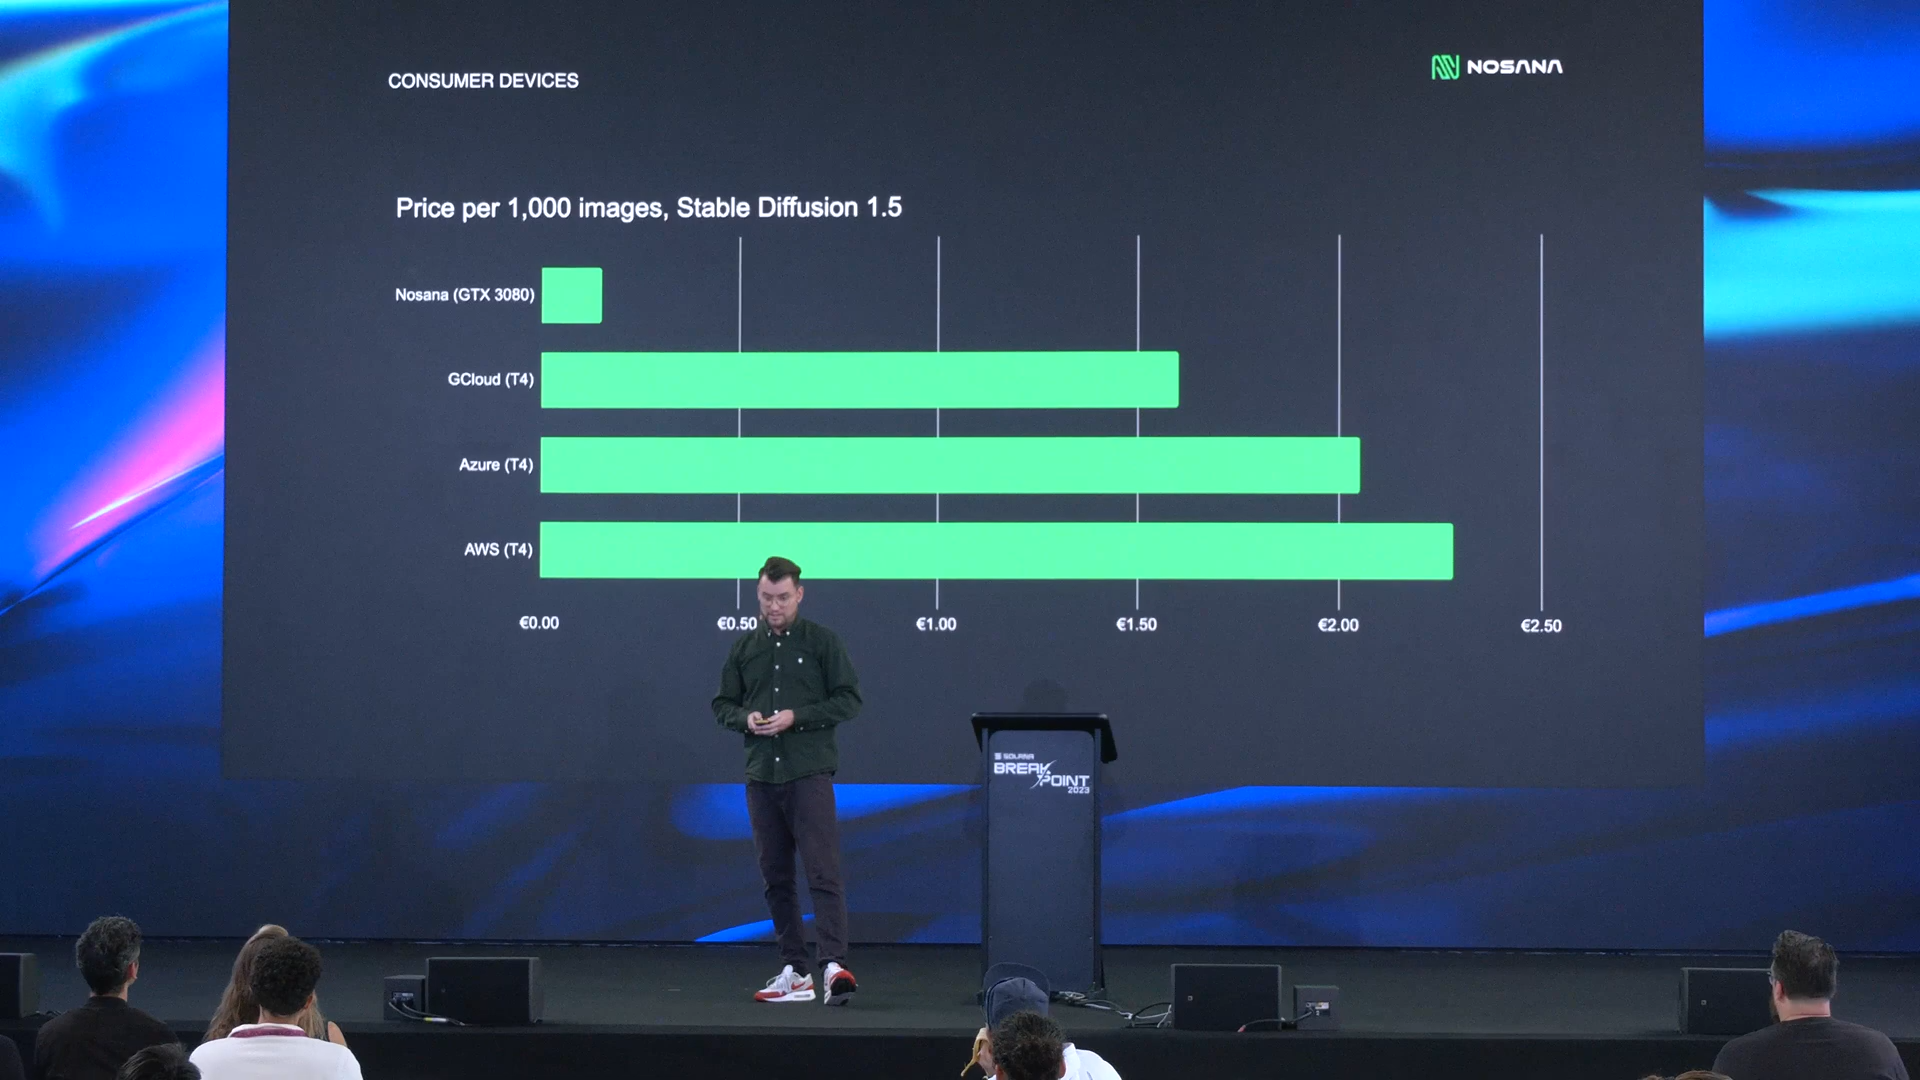 CONSUMER DEVICES
NOSANA
Price per 1,000 images, Stable Diffusion 1.5
Nosana (GTX 3080)
GCloud (T4)
Azure (T4)
AWS (T4)
€0.00 €0.50 €1.00 €1.50 €2.00 €2.50
SOLANA
BREAK
POINT
2023